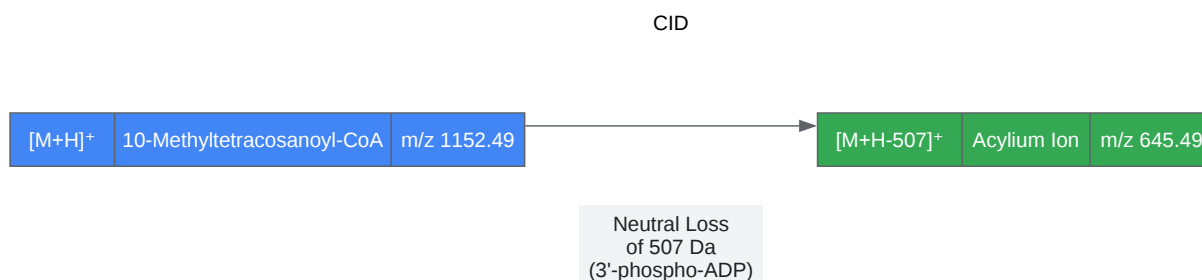 CID
[M+H]⁺ 10-Methyltetracosanoyl-CoA m/z 1152.49
[M+H-507]⁺ Acylium Ion m/z 645.49
Neutral Loss
of 507 Da
(3'-phospho-ADP)